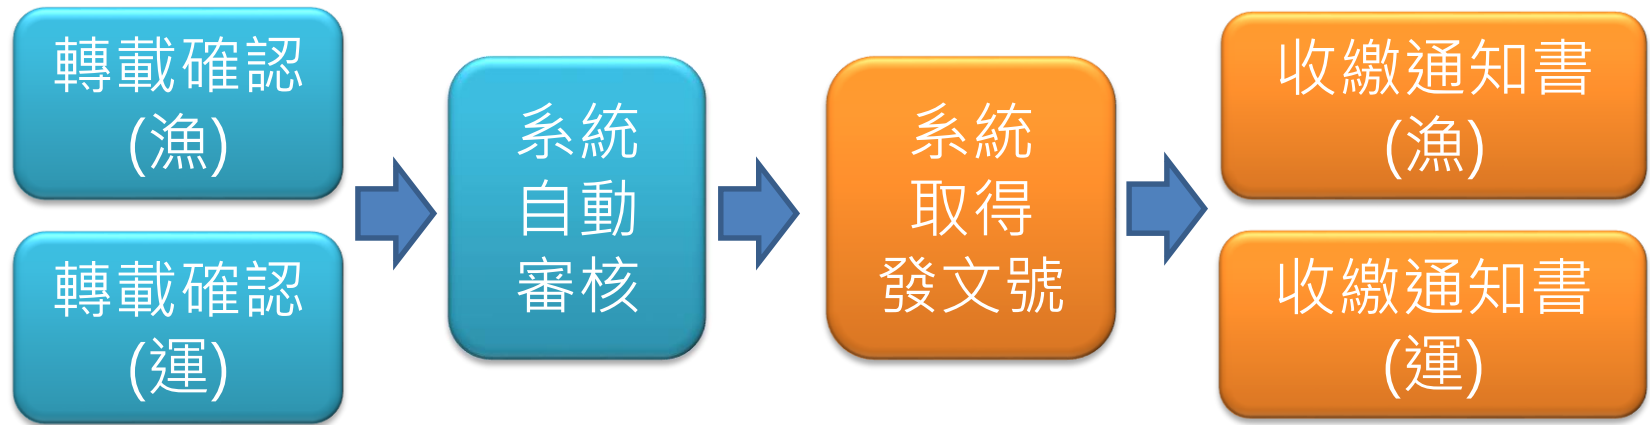 轉載確認
(漁)
轉載確認
(運)
系統
自動
審核
系統
取得
發文號
收繳通知書
(漁)
收繳通知書
(運)